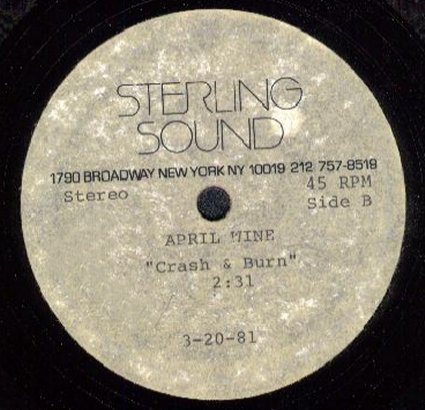 STERLING
SOUND
1790 BROADWAY NEW YORK NY 10019 212 757-8519
Stereo
45 RPM
Side B
APRIL WINE
"Crash & Burn"
2:31
3-20-81